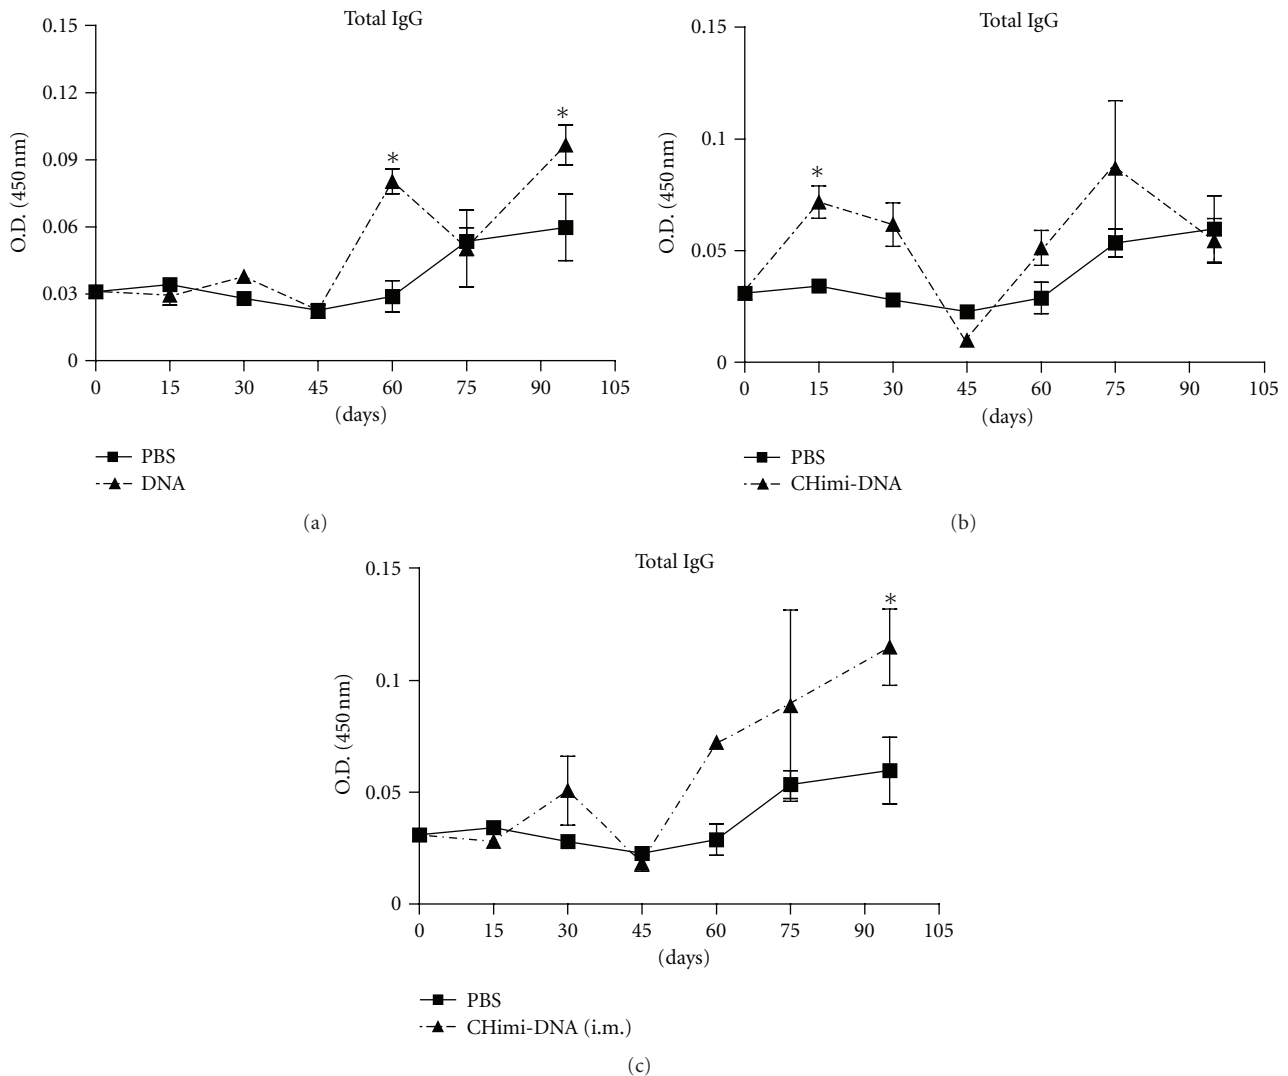 Total IgG
0.15
0.12
0.09
0.06
0.03
0
O.D. (450 nm)
*
*
0 15 30 45 60 75 90 105
(days)
PBS
DNA
(a)
Total IgG
0.15
0.1
0.05
0
O.D. (450 nm)
*
0 15 30 45 60 75 90 105
(days)
PBS
CHimi-DNA
(b)
Total IgG
0.15
0.1
0.05
0
O.D. (450 nm)
*
0 15 30 45 60 75 90 105
(days)
PBS
CHimi-DNA (i.m.)
(c)